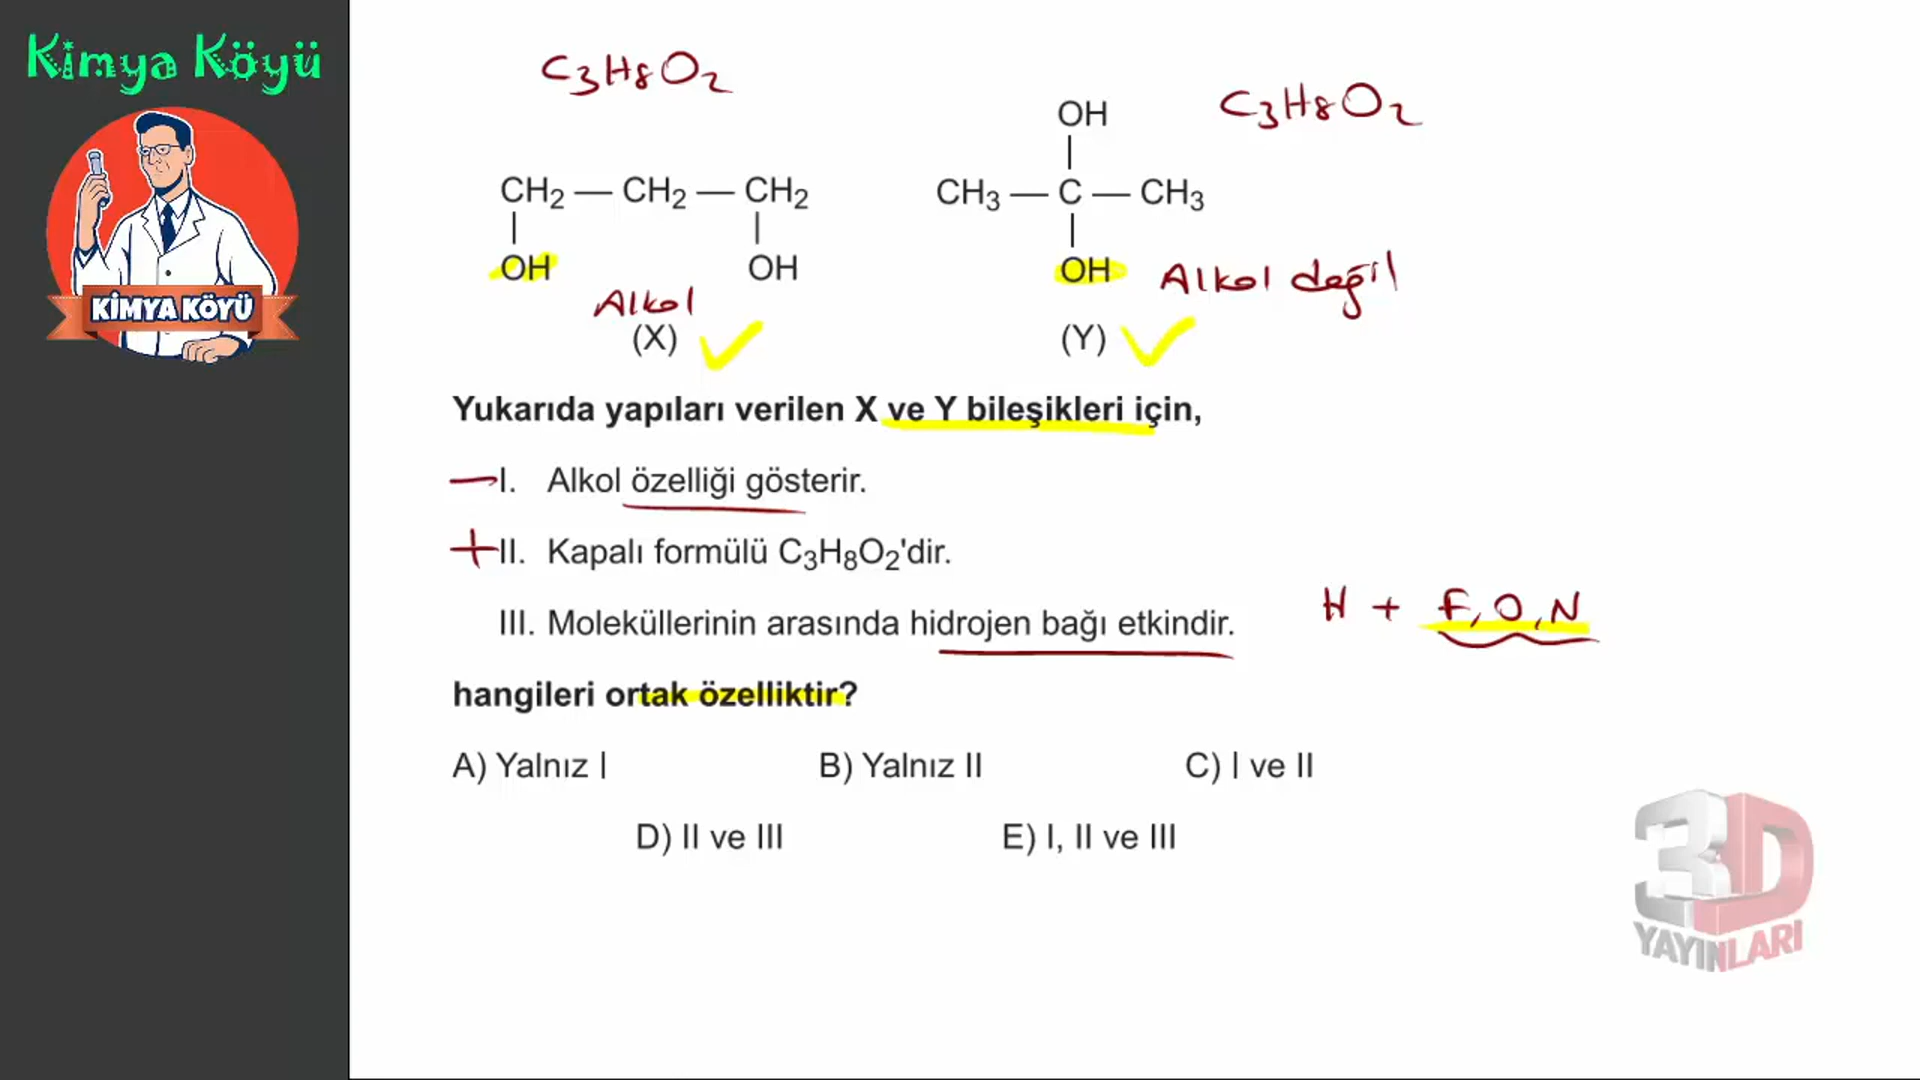 Kimya Köyü
KİMYA KÖYÜ
C₃H₈O₂
C₃H₈O₂
OH
CH₂ — CH₂ — CH₂
CH₃ — C — CH₃
OH
OH
OH
Alkol
Alkol değil
(X)
(Y)
Yukarıda yapıları verilen X ve Y bileşikleri için,
— I. Alkol özelliği gösterir.
+ II. Kapalı formülü C₃H₈O₂'dir.
III. Moleküllerinin arasında hidrojen bağı etkindir.
H + F, O, N
hangileri ortak özelliktir?
A) Yalnız I
B) Yalnız II
C) I ve II
D) II ve III
E) I, II ve III
3D
YAYINLARI